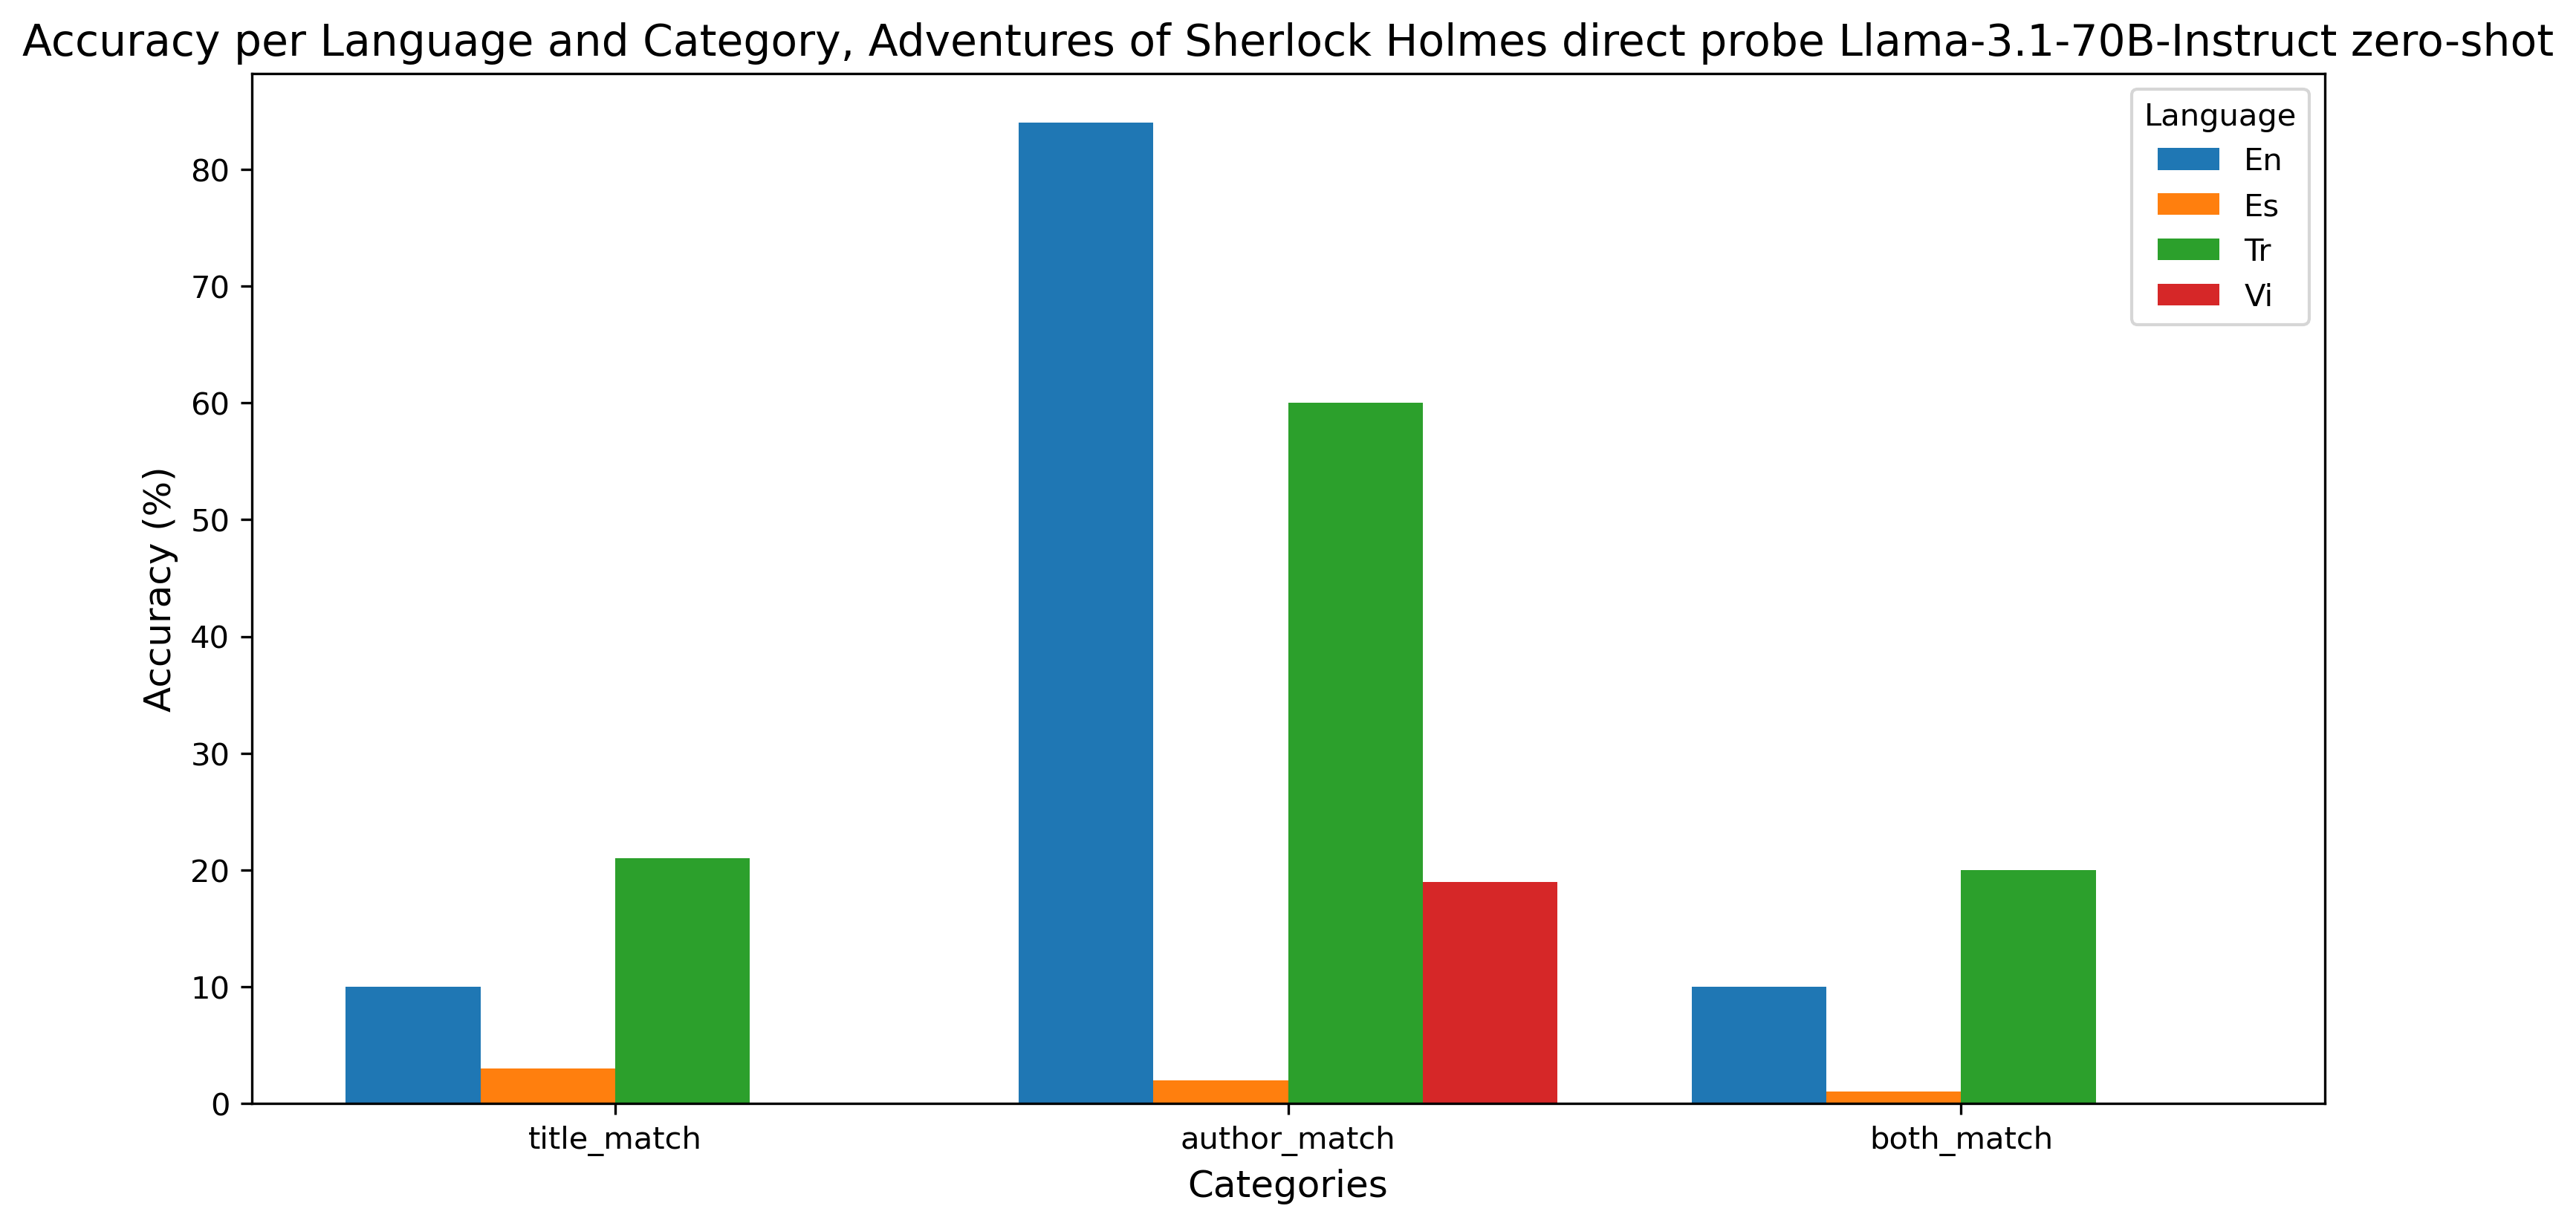 Accuracy per Language and Category, Adventures of Sherlock Holmes direct probe Llama-3.1-70B-Instruct zero-shot
Language
En
Es
Tr
Vi
Accuracy (%)
80
70
60
50
40
30
20
10
0
title_match author_match both_match
Categories